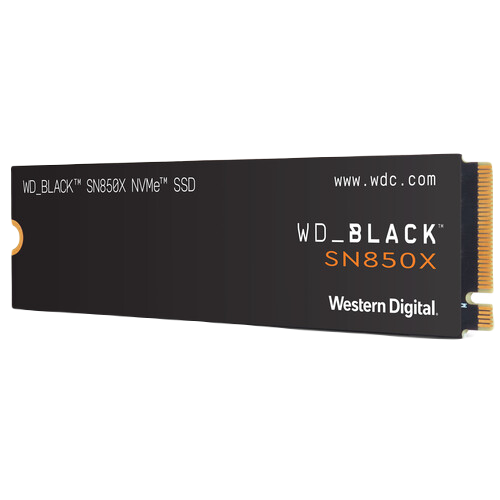 WD_BLACK™ SN850X NVMe™ SSD
www.wdc.com
WD_BLACK™
SN850X
Western Digital.